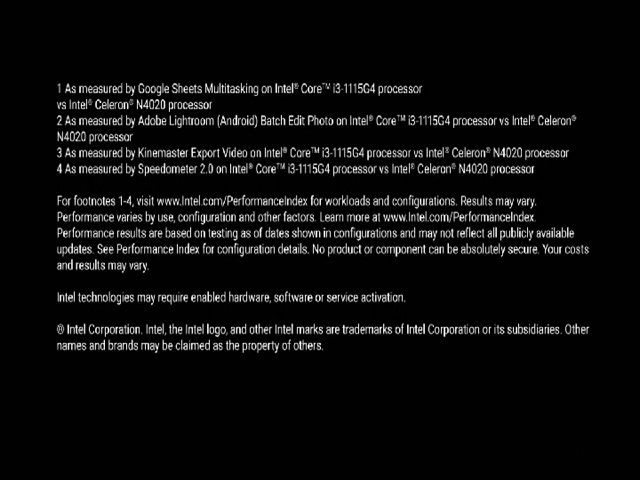 1 As measured by Google Sheets Multitasking on Intel® Core™ i3-1115G4 processor
vs Intel® Celeron® N4020 processor
2 As measured by Adobe Lightroom (Android) Batch Edit Photo on Intel® Core™ i3-1115G4 processor vs Intel® Celeron®
N4020 processor
3 As measured by Kinemaster Export Video on Intel® Core™ i3-1115G4 processor vs Intel® Celeron® N4020 processor
4 As measured by Speedometer 2.0 on Intel® Core™ i3-1115G4 processor vs Intel® Celeron® N4020 processor
For footnotes 1-4, visit www.Intel.com/PerformanceIndex for workloads and configurations. Results may vary.
Performance varies by use, configuration and other factors. Learn more at www.Intel.com/PerformanceIndex.
Performance results are based on testing as of dates shown in configurations and may not reflect all publicly available
updates. See Performance Index for configuration details. No product or component can be absolutely secure. Your costs
and results may vary.
Intel technologies may require enabled hardware, software or service activation.
© Intel Corporation. Intel, the Intel logo, and other Intel marks are trademarks of Intel Corporation or its subsidiaries. Other
names and brands may be claimed as the property of others.